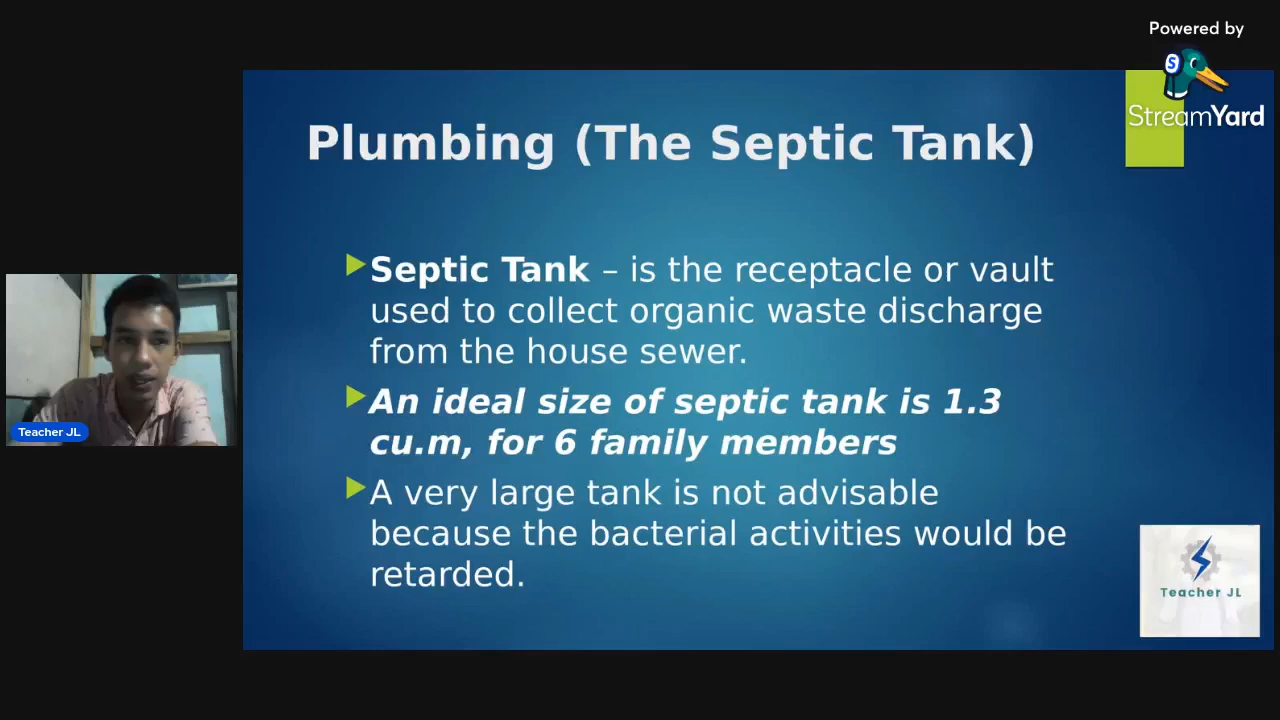 Powered by
S
StreamYard
Plumbing (The Septic Tank)
Septic Tank – is the receptacle or vault
used to collect organic waste discharge
from the house sewer.
An ideal size of septic tank is 1.3
cu.m, for 6 family members
A very large tank is not advisable
because the bacterial activities would be
retarded.
Teacher JL
Teacher JL